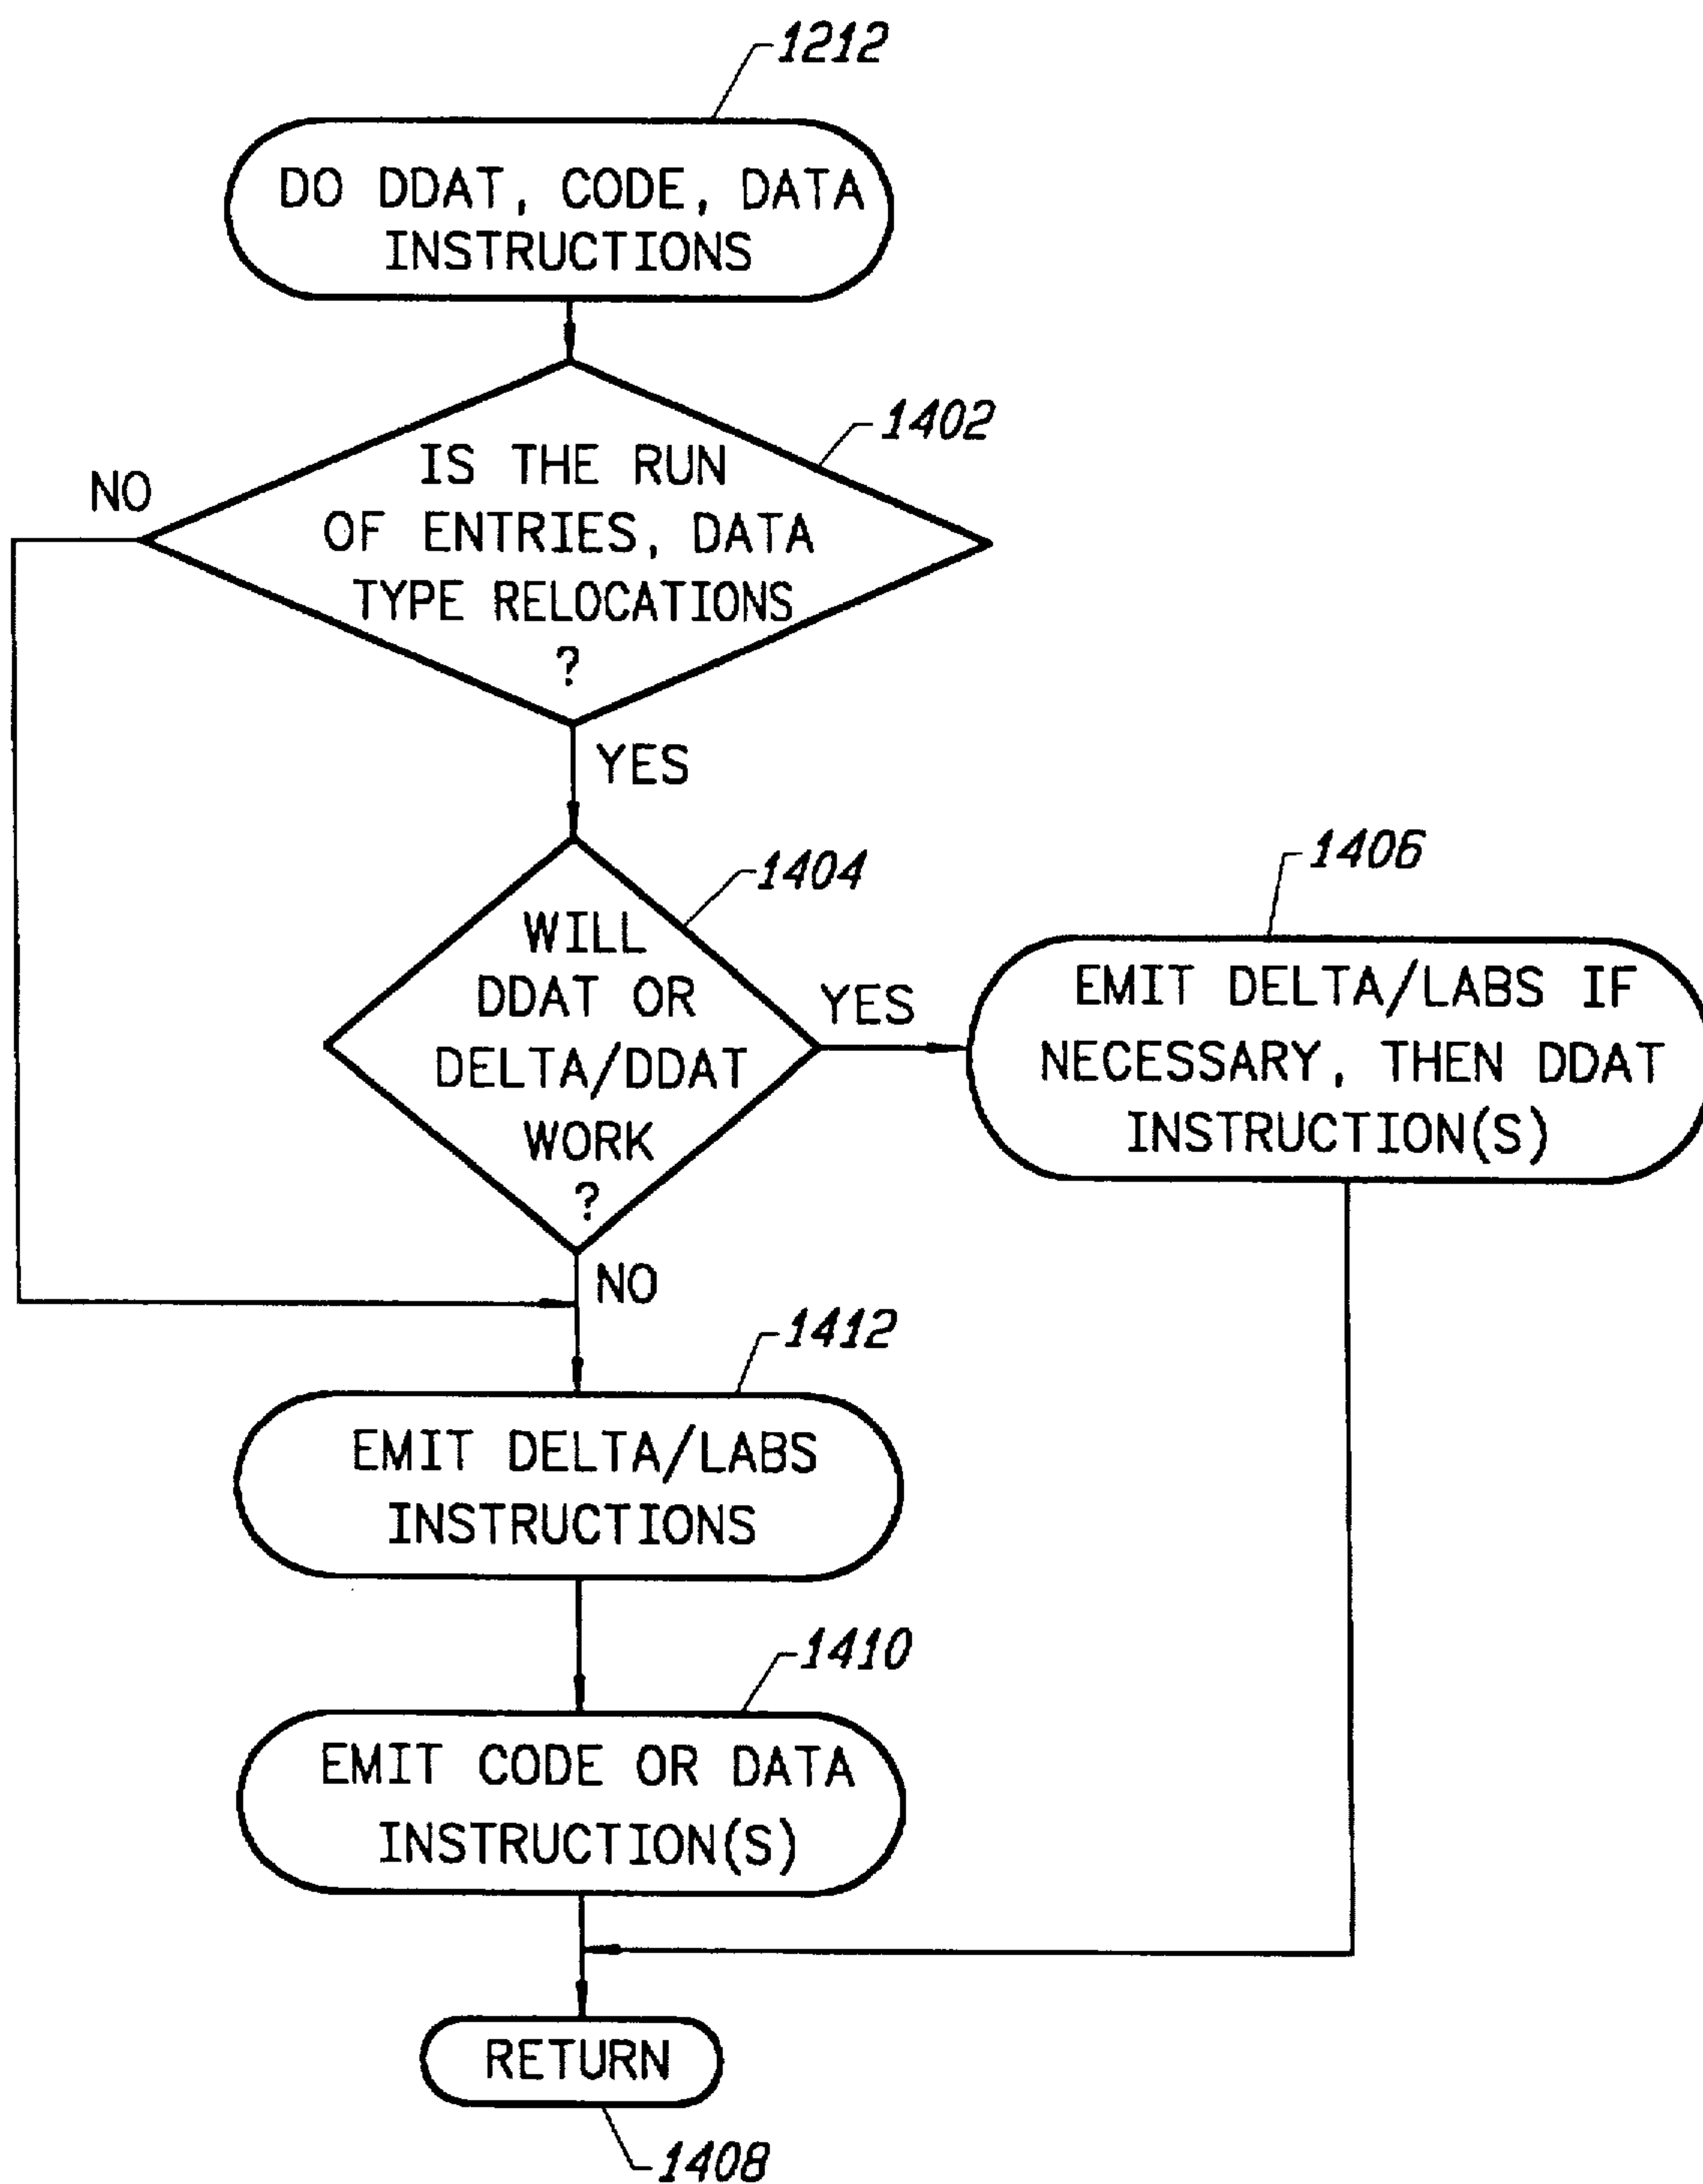 1212
DO DDAT, CODE, DATA
INSTRUCTIONS
1402
IS THE RUN
OF ENTRIES, DATA
TYPE RELOCATIONS
?
NO
YES
1404
WILL
DDAT OR
DELTA/DDAT
WORK
?
YES
1406
EMIT DELTA/LABS IF
NECESSARY, THEN DDAT
INSTRUCTION(S)
NO
1412
EMIT DELTA/LABS
INSTRUCTIONS
1410
EMIT CODE OR DATA
INSTRUCTION(S)
RETURN
1408